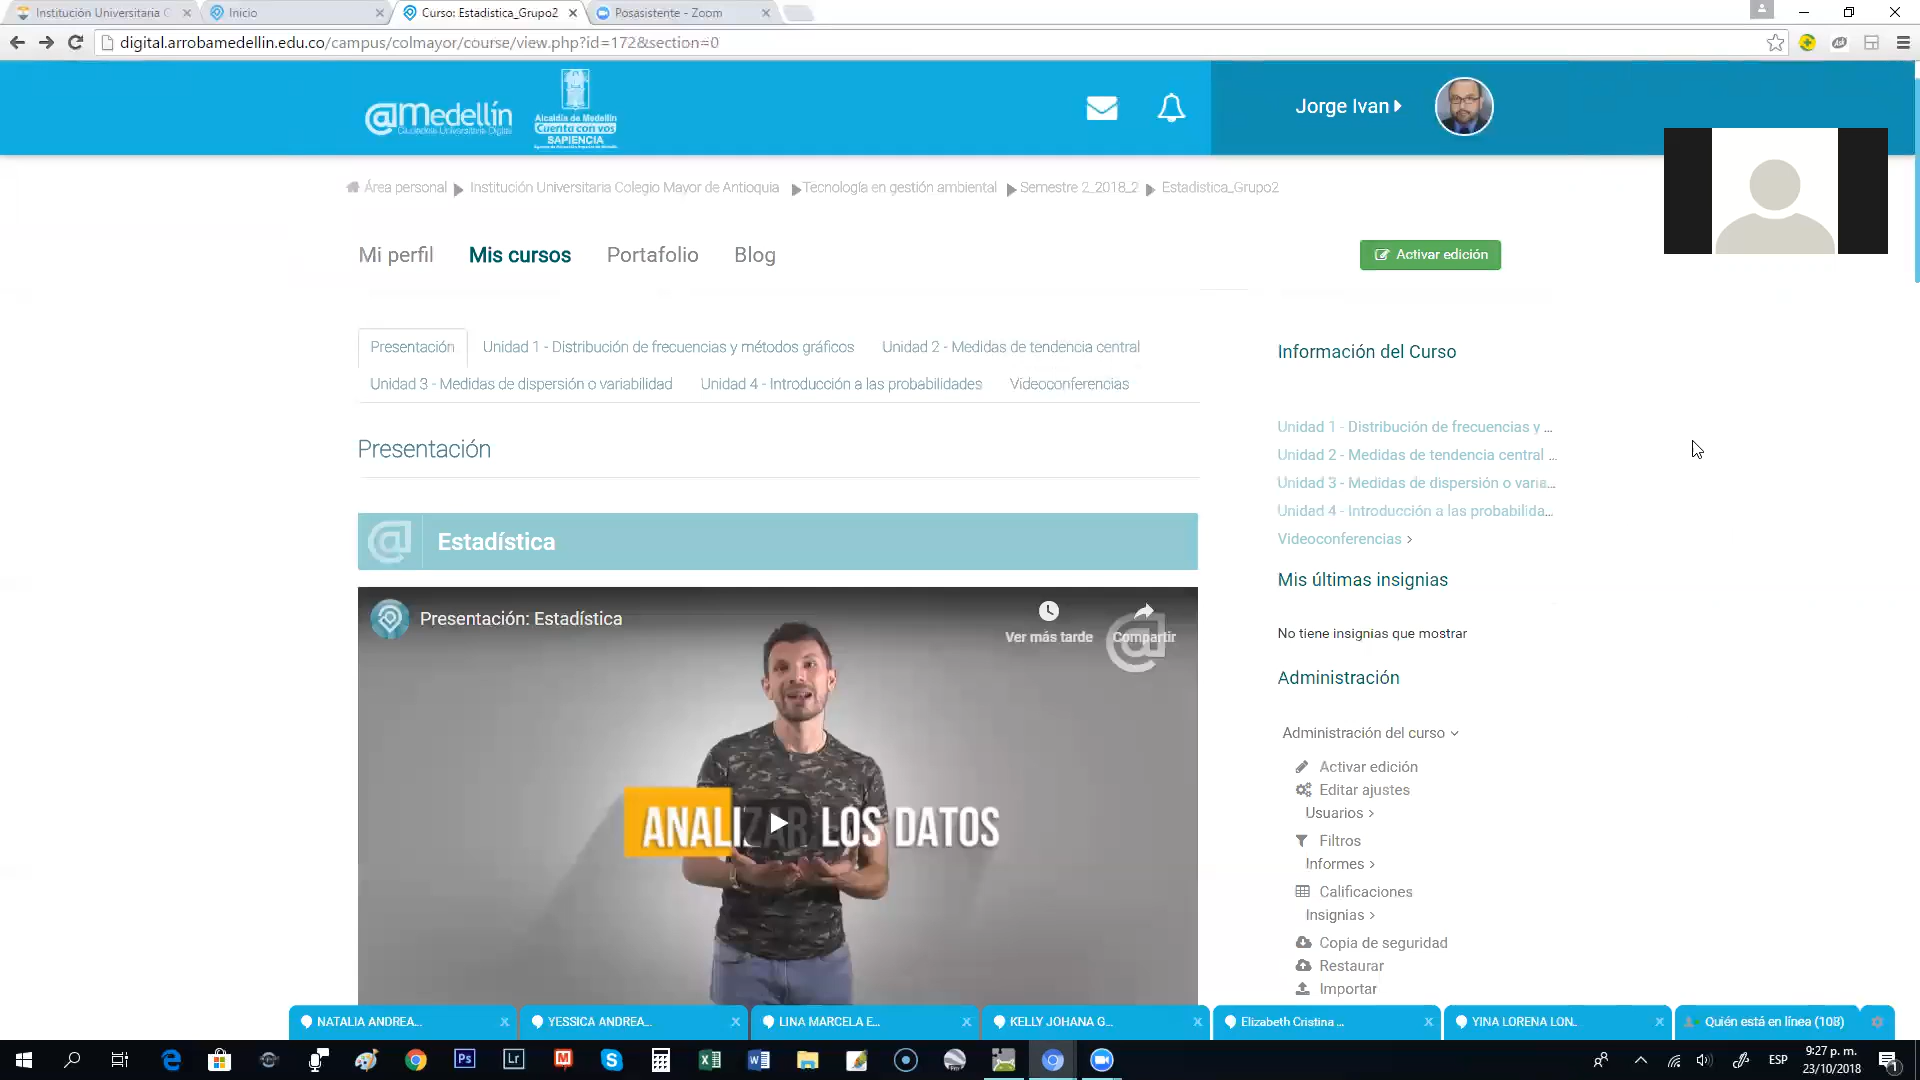 Institución Universitaria C
Inicio
Curso: Estadistica_Grupo2
Posasistente - Zoom
digital.arrobamedellin.edu.co/campus/colmayor/course/view.php?id=172&section=0
@Medellín
Ciudadela Universitaria Digital
Alcaldía de Medellín
Cuenta con vos
SAPIENCIA
Jorge Ivan
Área personal
Institución Universitaria Colegio Mayor de Antioquia
Tecnología en gestión ambiental
Semestre 2_2018_2
Estadistica_Grupo2
Mi perfil
Mis cursos
Portafolio
Blog
Activar edición
Presentación
Unidad 1 - Distribución de frecuencias y métodos gráficos
Unidad 2 - Medidas de tendencia central
Unidad 3 - Medidas de dispersión o variabilidad
Unidad 4 - Introducción a las probabilidades
Videoconferencias
Presentación
Estadística
Presentación: Estadística
Ver más tarde
Compartir
ANALIZAR LOS DATOS
Información del Curso
Unidad 1 - Distribución de frecuencias y ...
Unidad 2 - Medidas de tendencia central ...
Unidad 3 - Medidas de dispersión o varia...
Unidad 4 - Introducción a las probabilida...
Videoconferencias >
Mis últimas insignias
No tiene insignias que mostrar
Administración
Administración del curso
Activar edición
Editar ajustes
Usuarios >
Filtros
Informes >
Calificaciones
Insignias >
Copia de seguridad
Restaurar
Importar
NATALIA ANDREA... x
YESSICA ANDREA... x
LINA MARCELA E... x
KELLY JOHANA G... x
Elizabeth Cristina ... x
YINA LORENA LON... x
Quién está en línea (108)
ESP
9:27 p. m.
23/10/2018